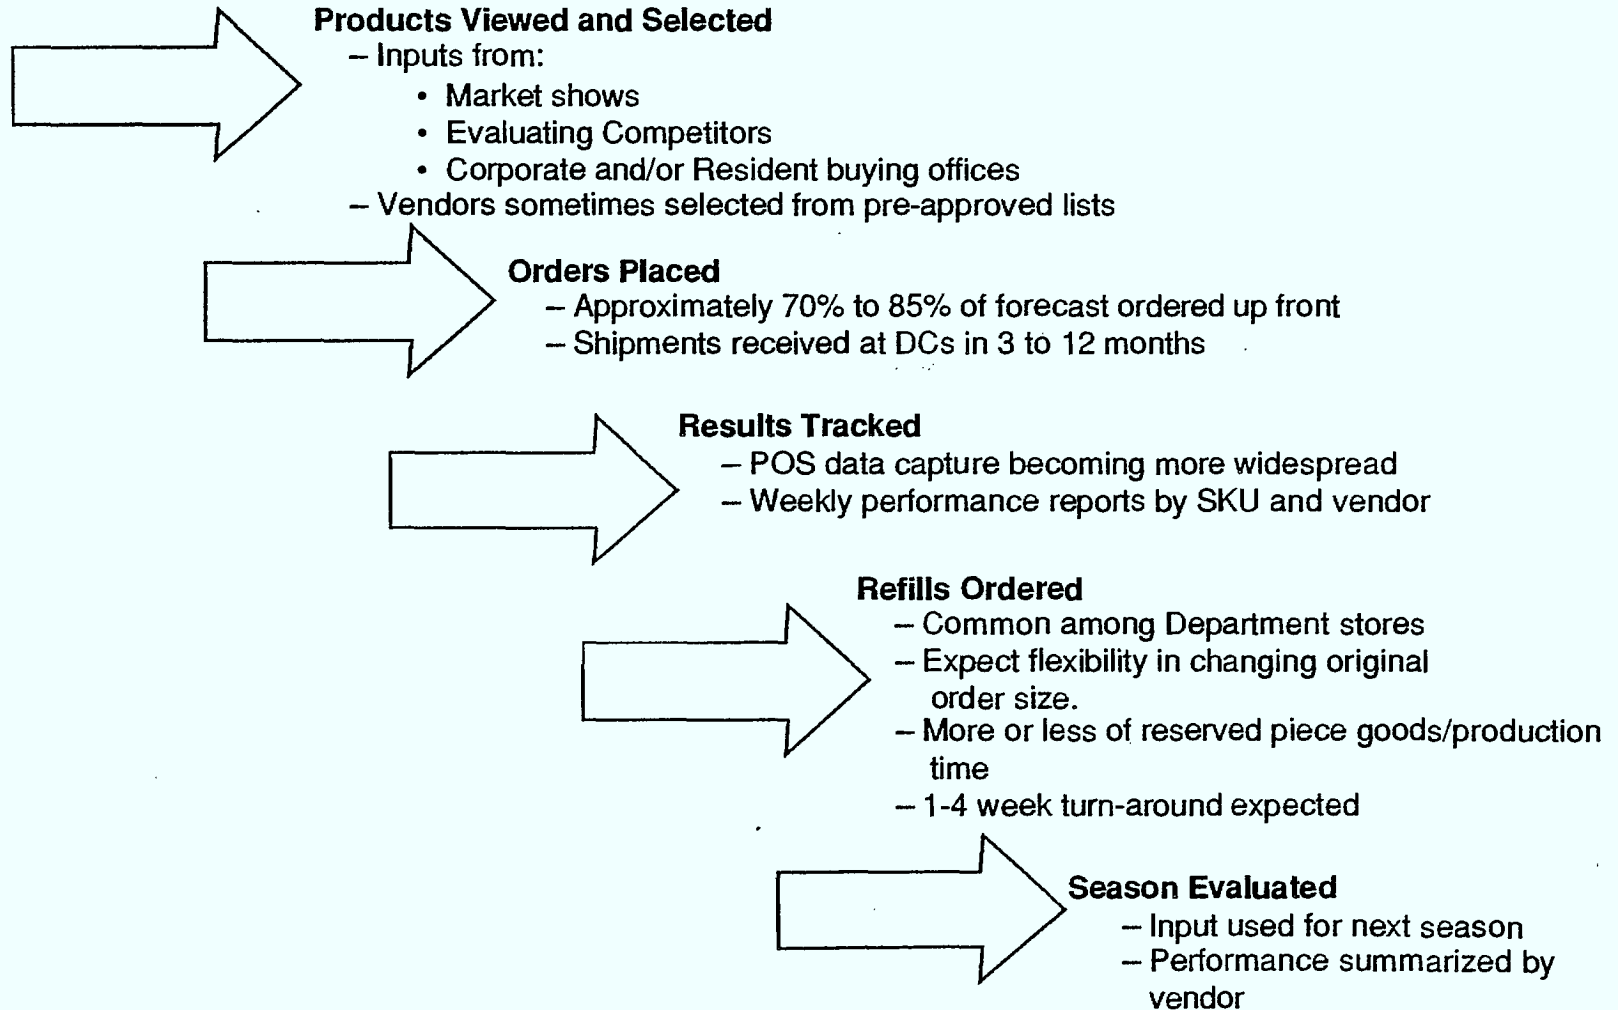 Products Viewed and Selected
– Inputs from:
• Market shows
• Evaluating Competitors
• Corporate and/or Resident buying offices
– Vendors sometimes selected from pre-approved lists
Orders Placed
– Approximately 70% to 85% of forecast ordered up front
– Shipments received at DCs in 3 to 12 months
Results Tracked
– POS data capture becoming more widespread
– Weekly performance reports by SKU and vendor
Refills Ordered
– Common among Department stores
– Expect flexibility in changing original
order size.
– More or less of reserved piece goods/production
time
– 1-4 week turn-around expected
Season Evaluated
– Input used for next season
– Performance summarized by
vendor